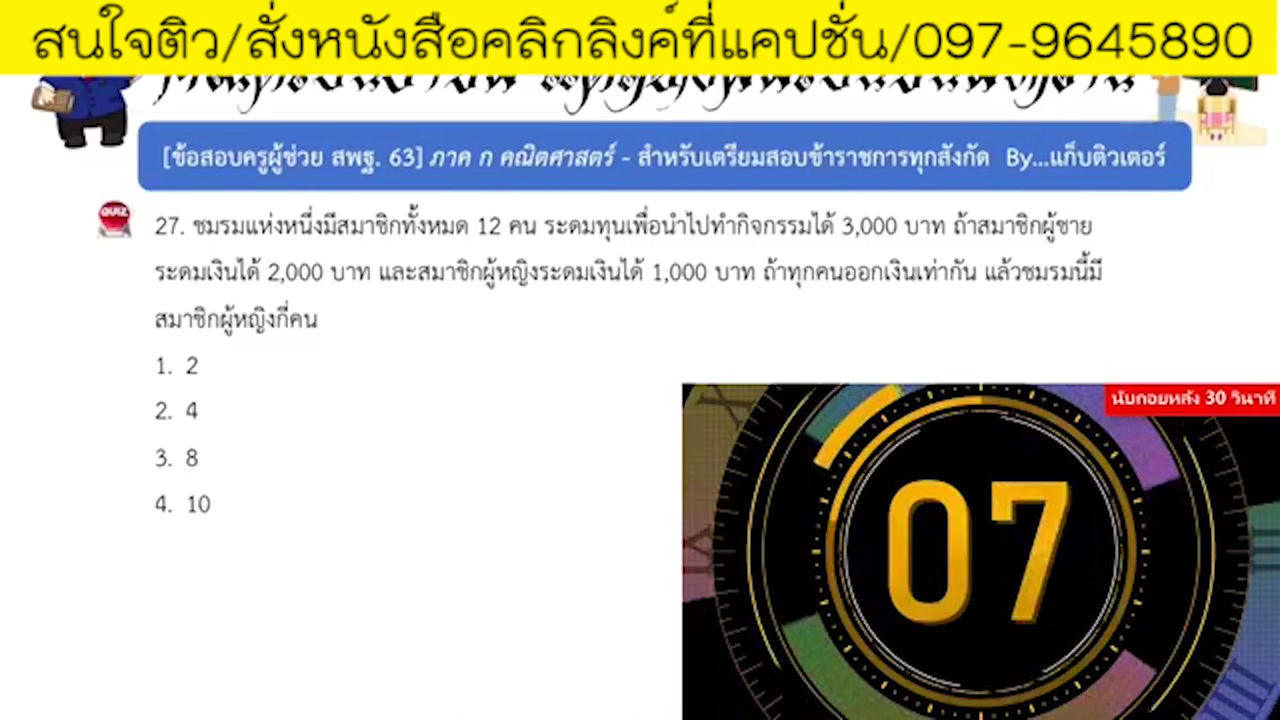 สนใจติว/สั่งหนังสือคลิกลิงค์ที่แคปชั่น/097-9645890
[ข้อสอบครูผู้ช่วย สพฐ. 63] ภาค ก คณิตศาสตร์ - สำหรับเตรียมสอบข้าราชการทุกสังกัด By...แก็บติวเตอร์
QUIZ
27. ชมรมแห่งหนึ่งมีสมาชิกทั้งหมด 12 คน ระดมทุนเพื่อนำไปทำกิจกรรมได้ 3,000 บาท ถ้าสมาชิกผู้ชาย
ระดมเงินได้ 2,000 บาท และสมาชิกผู้หญิงระดมเงินได้ 1,000 บาท ถ้าทุกคนออกเงินเท่ากัน แล้วชมรมนี้มี
สมาชิกผู้หญิงกี่คน
1. 2
2. 4
3. 8
4. 10
นับถอยหลัง 30 วินาที
07